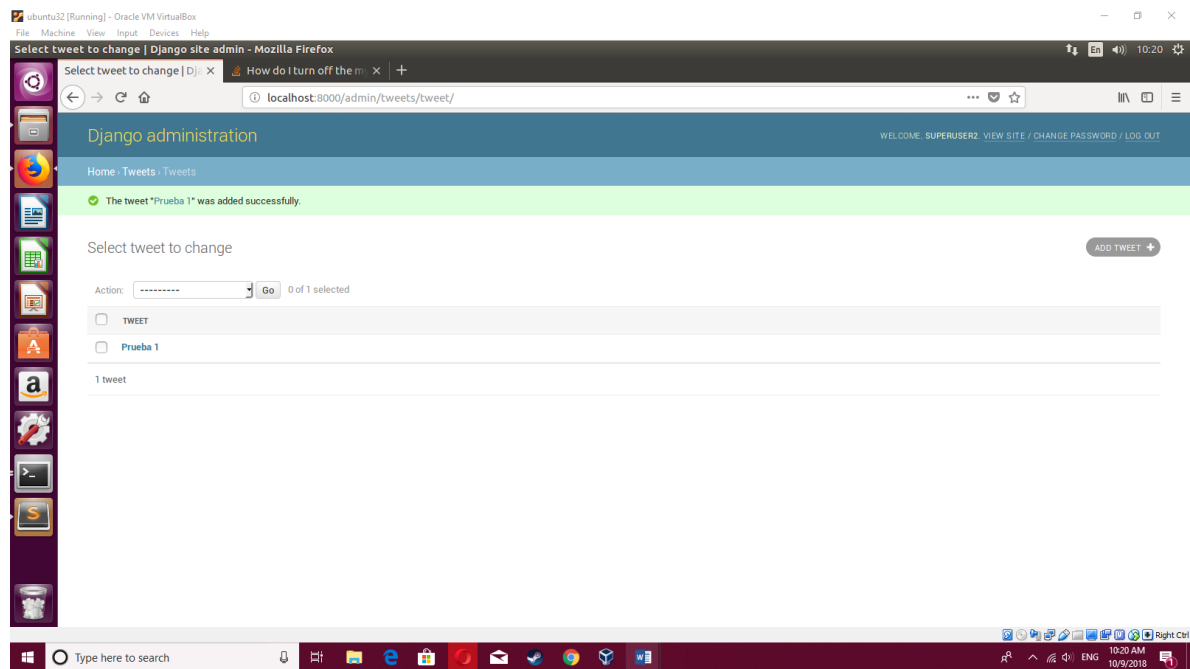 ubuntu32 [Running] - Oracle VM VirtualBox
File Machine View Input Devices Help
Select tweet to change | Django site admin - Mozilla Firefox
En 10:20
Select tweet to change | Dj
How do I turn off the m
localhost:8000/admin/tweets/tweet/
Django administration
WELCOME, SUPERUSER2. VIEW SITE / CHANGE PASSWORD / LOG OUT
Home › Tweets › Tweets
The tweet "Prueba 1" was added successfully.
Select tweet to change
ADD TWEET +
Action: --------- Go 0 of 1 selected
TWEET
Prueba 1
1 tweet
Right Ctrl
Type here to search
ENG
10:20 AM
10/9/2018